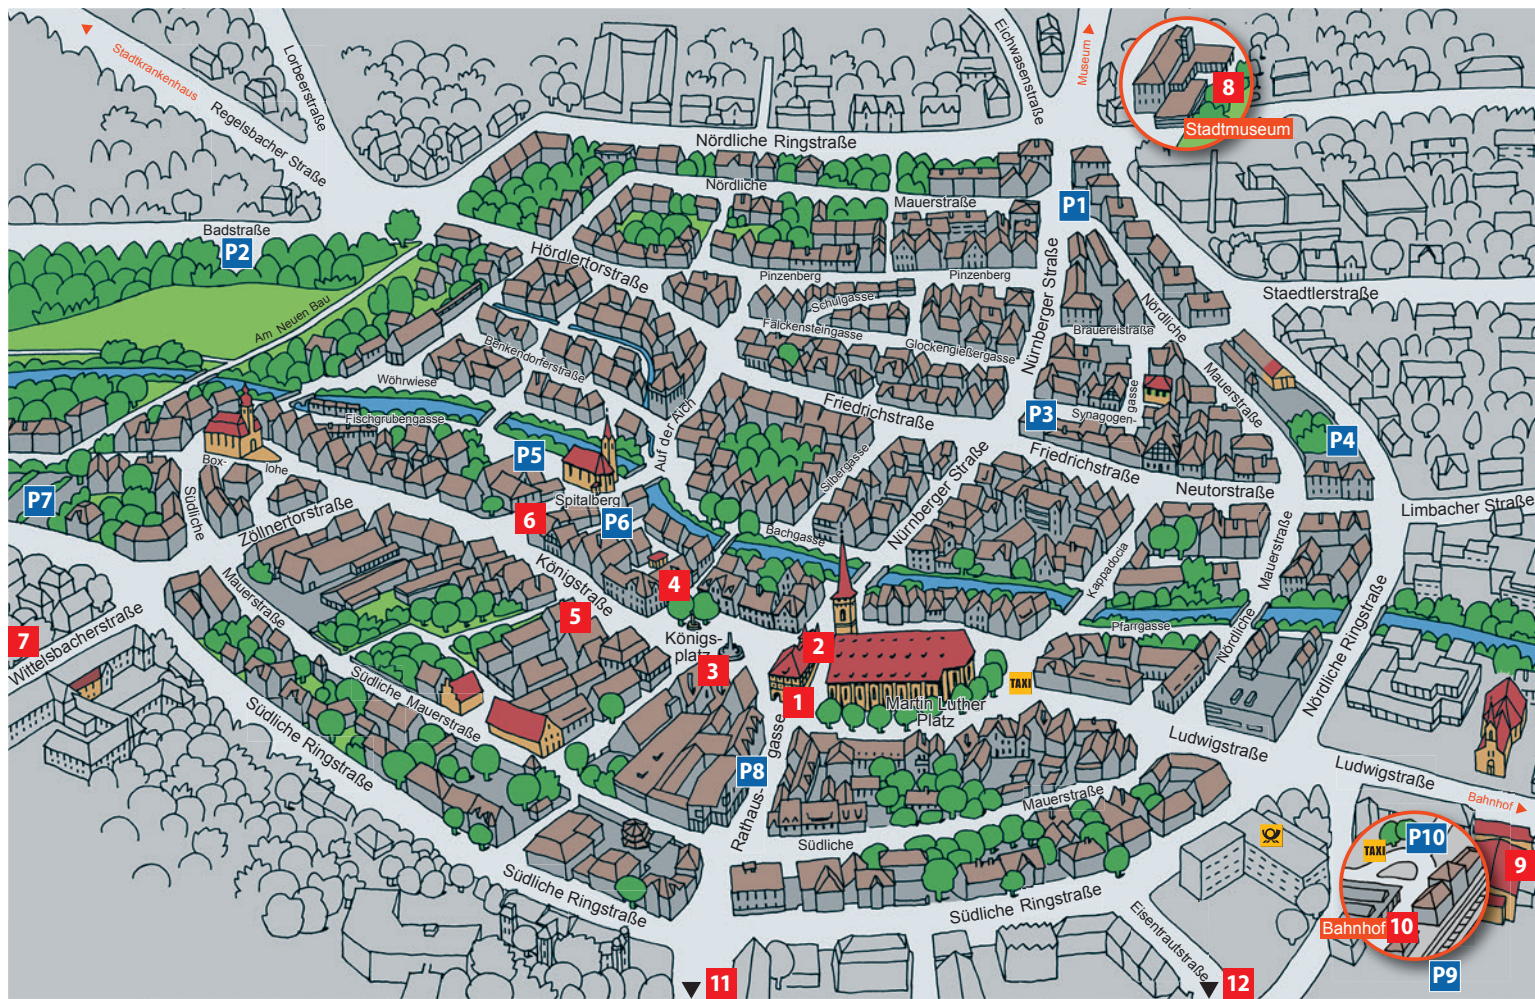 Stadtkrankenhaus
Lorberstraße
Regelsbacher Straße
Eichwasenstraße
Museum
8
Stadtmuseum
Nördliche Ringstraße
Nördliche
Mauerstraße
P1
Badstraße
P2
Hördlertorstraße
Pinzenberg
Pinzenberg
Nürnberger Straße
Staedtlerstraße
Am Neuen Bau
Schulgasse
Falckensteingasse
Glockengießergasse
Brauereistraße
Nördliche
Mauerstraße
Benkendorferstraße
Wöhrwiese
Fischgrubengasse
Auf der Aich
Friedrichstraße
P3
Synagogen-
gasse
P4
P5
Box-
lohe
Silbergasse
Nürnberger Straße
Friedrichstraße
Neutorstraße
Limbacher Straße
P7
Südliche
Zöllnertorstraße
Spitalberg
6
P6
Bachgasse
Mauerstraße
Kappadocia
Mauerstraße
Königstraße
4
5
Pfarrgasse
Nördliche
Nördliche Ringstraße
7
Wittelsbacherstraße
Königs-
platz
2
3
1
TAXI
Martin Luther
Platz
Südliche Mauerstraße
Südliche Ringstraße
Ludwigstraße
Ludwigstraße
Bahnhof
P8
Rathaus-
gasse
Mauerstraße
Südliche
TAXI
P10
9
Südliche Ringstraße
Südliche Ringstraße
Eisentrautstraße
Bahnhof
10
P9
11
12